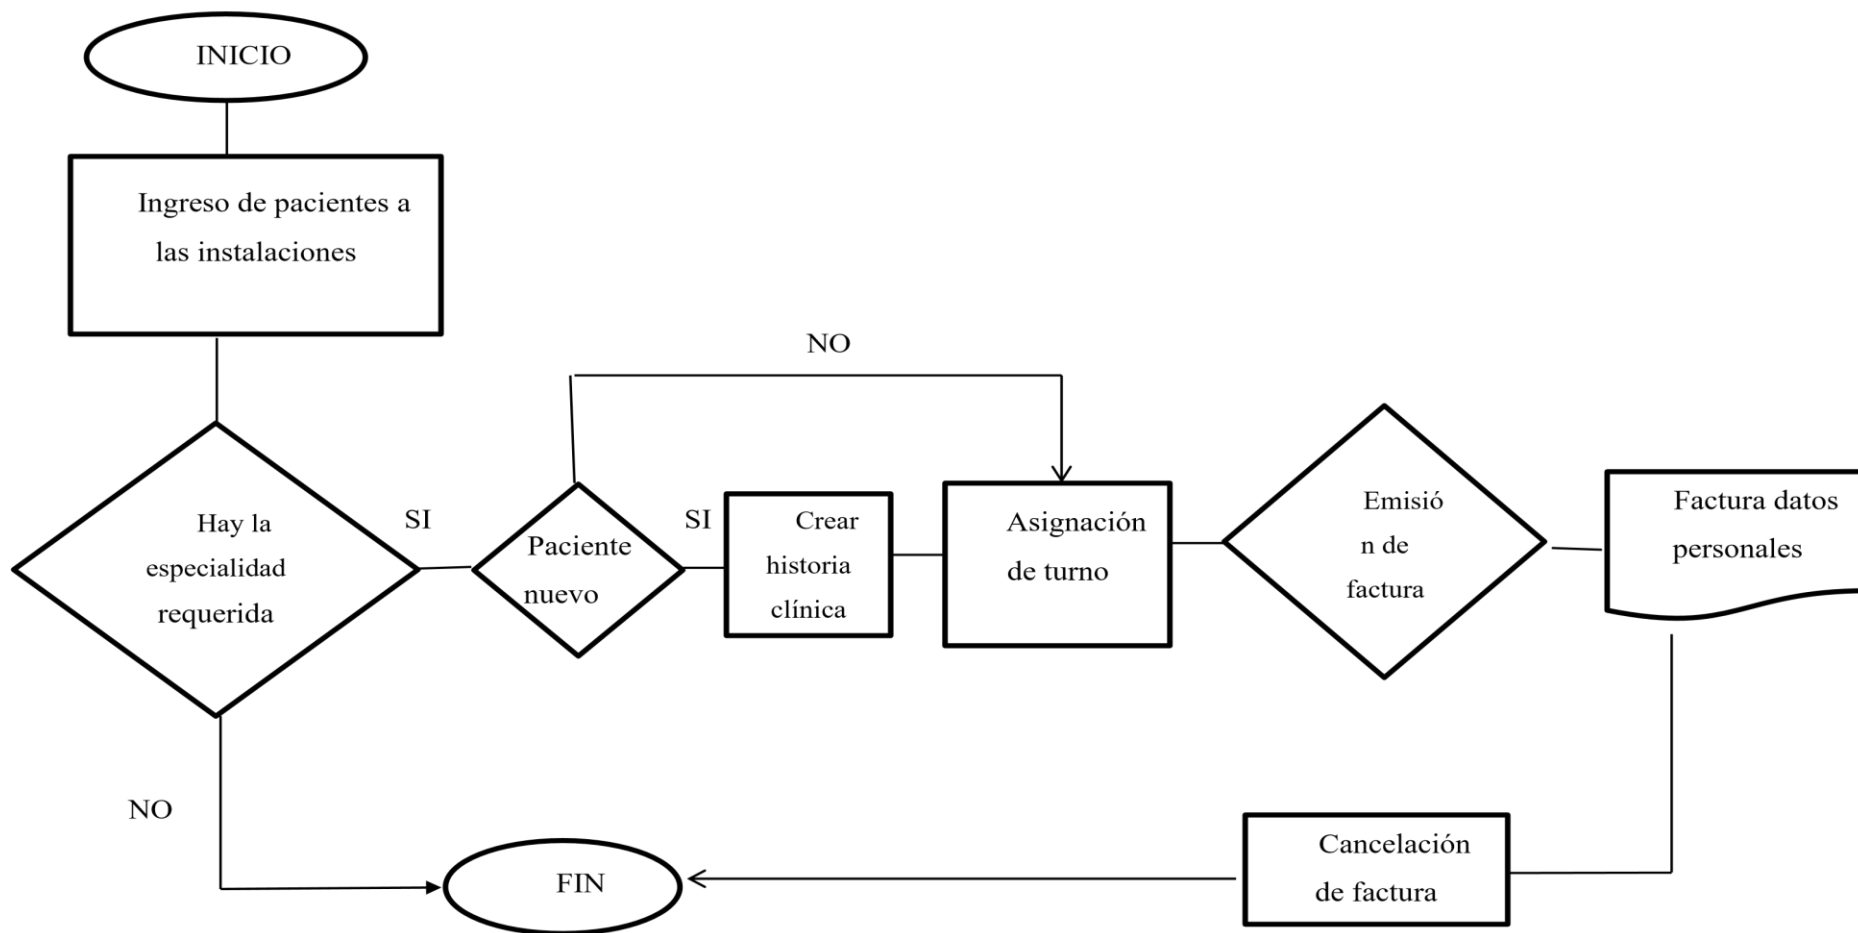 INICIO
Ingreso de pacientes a
las instalaciones
NO
Hay la
especialidad
requerida
SI
Paciente
nuevo
SI
Crear
historia
clínica
Asignación
de turno
Emisió
n de
factura
Factura datos
personales
NO
FIN
Cancelación
de factura